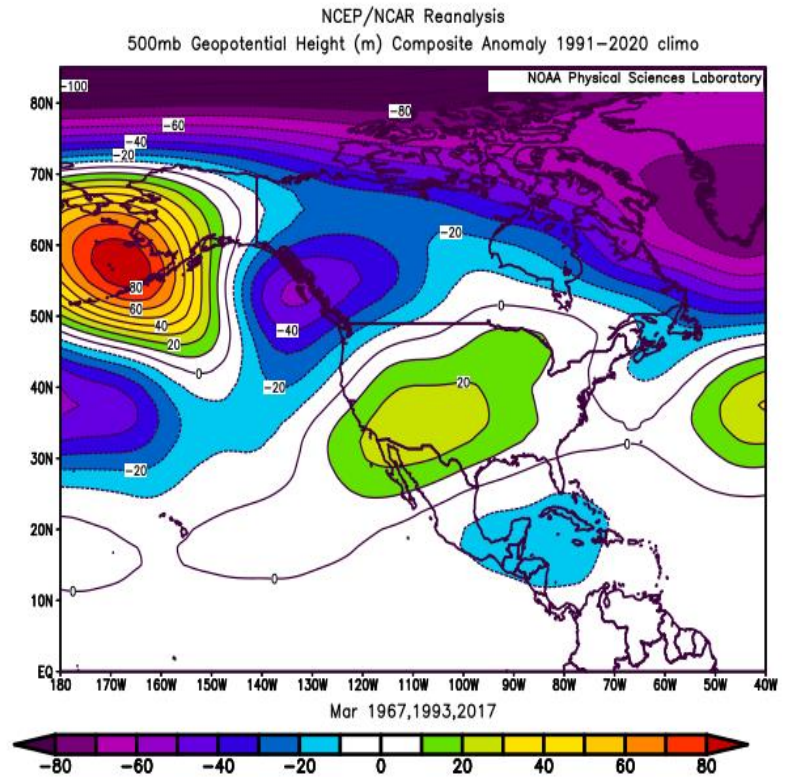 NCEP/NCAR Reanalysis
500mb Geopotential Height (m) Composite Anomaly 1991-2020 climo
NOAA Physical Sciences Laboratory
-100
80N
-80
-60
-40
-20
70N
60N
-20
80
60
0
50N
40
-40
20
0
40N
-20
20
0
30N
-20
20N
0
0
10N
EQ
180 170W 160W 150W 140W 130W 120W 110W 100W 90W 80W 70W 60W 50W 40W
Mar 1967,1993,2017
-80 -60 -40 -20 0 20 40 60 80